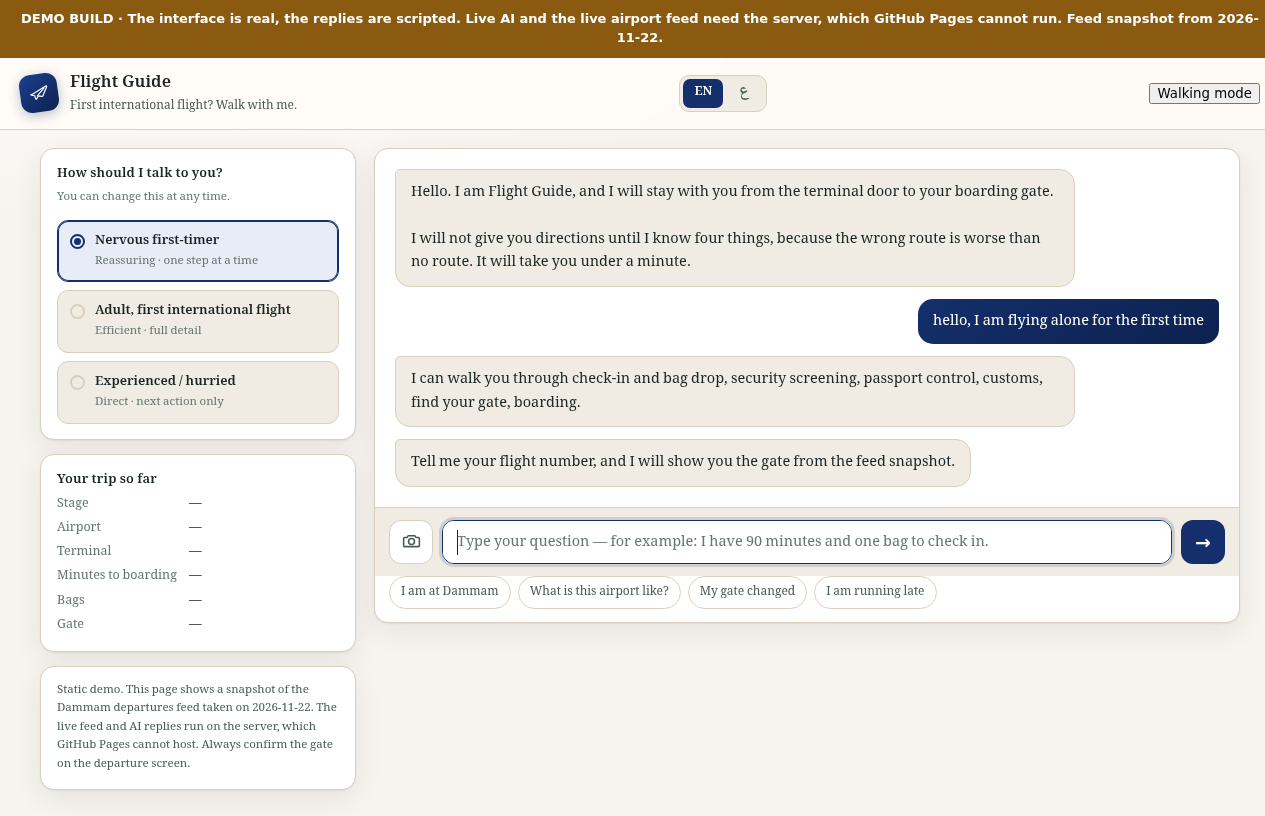 DEMO BUILD · The interface is real, the replies are scripted. Live AI and the live airport feed need the server, which GitHub Pages cannot run. Feed snapshot from 2026-
11-22.
Flight Guide
First international flight? Walk with me.
EN
ع
Walking mode
How should I talk to you?
You can change this at any time.
Nervous first-timer
Reassuring · one step at a time
Adult, first international flight
Efficient · full detail
Experienced / hurried
Direct · next action only
Your trip so far
Stage —
Airport —
Terminal —
Minutes to boarding —
Bags —
Gate —
Static demo. This page shows a snapshot of the
Dammam departures feed taken on 2026-11-22. The
live feed and AI replies run on the server, which
GitHub Pages cannot host. Always confirm the gate
on the departure screen.
Hello. I am Flight Guide, and I will stay with you from the terminal door to your boarding gate.
I will not give you directions until I know four things, because the wrong route is worse than
no route. It will take you under a minute.
hello, I am flying alone for the first time
I can walk you through check-in and bag drop, security screening, passport control, customs,
find your gate, boarding.
Tell me your flight number, and I will show you the gate from the feed snapshot.
Type your question — for example: I have 90 minutes and one bag to check in.
→
I am at Dammam
What is this airport like?
My gate changed
I am running late